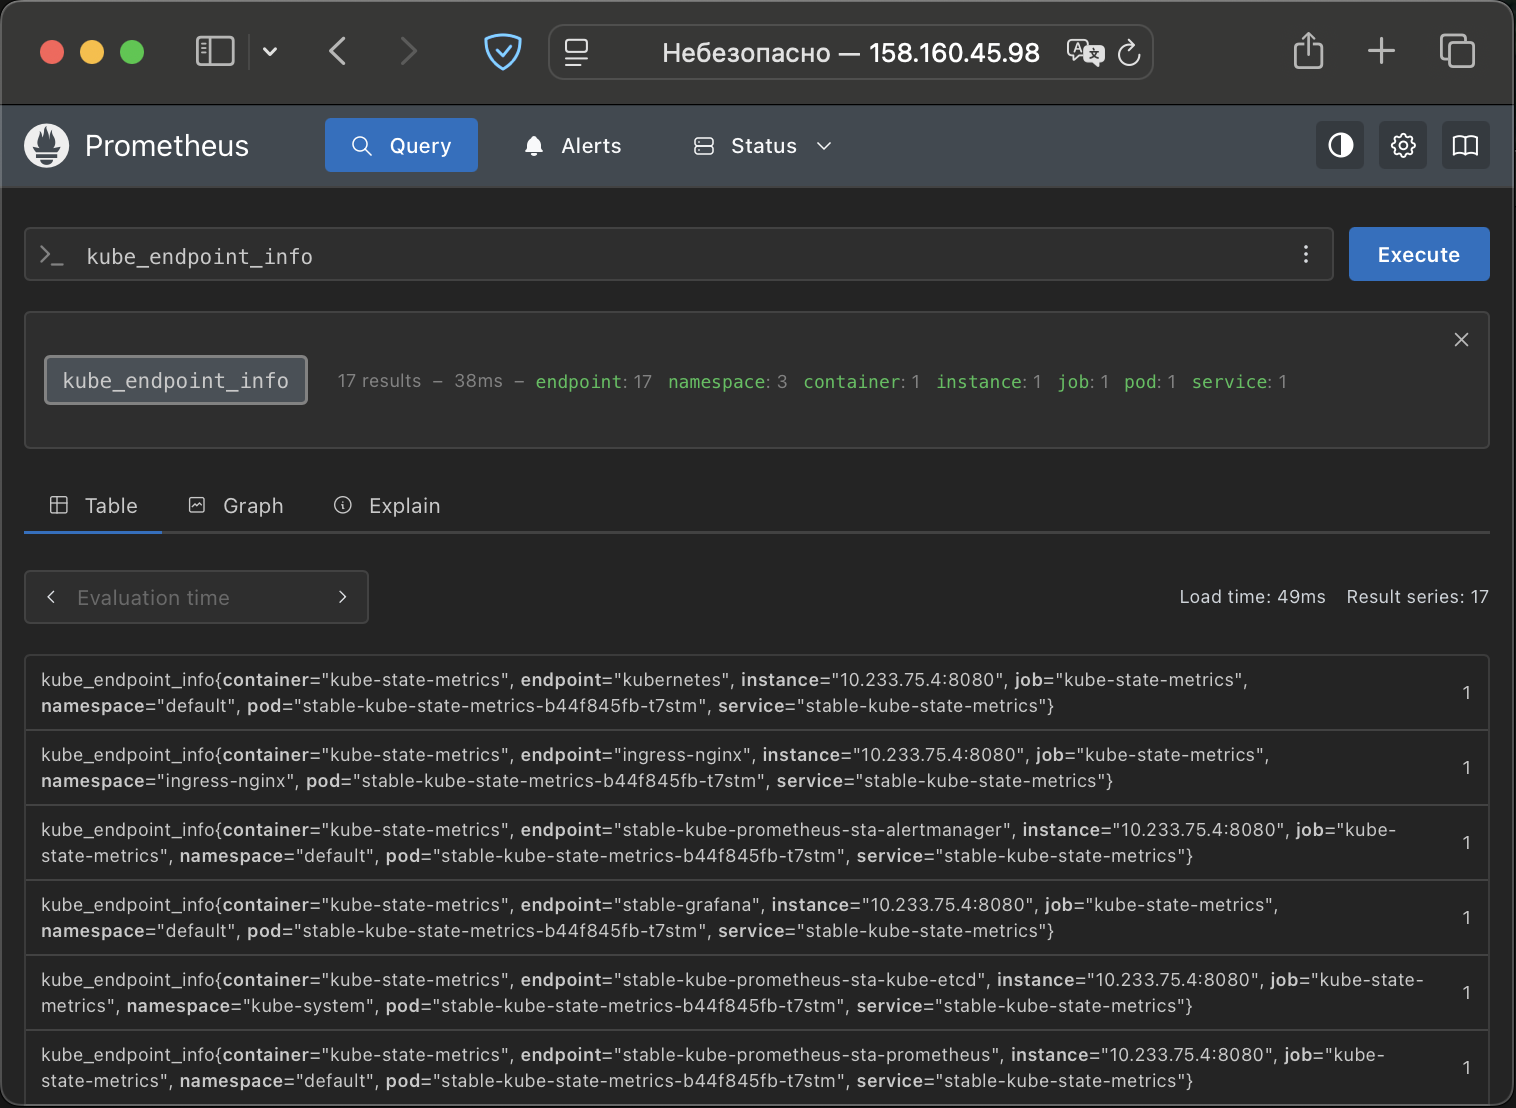 Небезопасно — 158.160.45.98
Prometheus
Query
Alerts
Status
kube_endpoint_info
Execute
kube_endpoint_info
17 results – 38ms – endpoint: 17 namespace: 3 container: 1 instance: 1 job: 1 pod: 1 service: 1
Table
Graph
Explain
Evaluation time
Load time: 49ms Result series: 17
kube_endpoint_info{container="kube-state-metrics", endpoint="kubernetes", instance="10.233.75.4:8080", job="kube-state-metrics",
namespace="default", pod="stable-kube-state-metrics-b44f845fb-t7stm", service="stable-kube-state-metrics"}
1
kube_endpoint_info{container="kube-state-metrics", endpoint="ingress-nginx", instance="10.233.75.4:8080", job="kube-state-metrics",
namespace="ingress-nginx", pod="stable-kube-state-metrics-b44f845fb-t7stm", service="stable-kube-state-metrics"}
1
kube_endpoint_info{container="kube-state-metrics", endpoint="stable-kube-prometheus-sta-alertmanager", instance="10.233.75.4:8080", job="kube-
state-metrics", namespace="default", pod="stable-kube-state-metrics-b44f845fb-t7stm", service="stable-kube-state-metrics"}
1
kube_endpoint_info{container="kube-state-metrics", endpoint="stable-grafana", instance="10.233.75.4:8080", job="kube-state-metrics",
namespace="default", pod="stable-kube-state-metrics-b44f845fb-t7stm", service="stable-kube-state-metrics"}
1
kube_endpoint_info{container="kube-state-metrics", endpoint="stable-kube-prometheus-sta-kube-etcd", instance="10.233.75.4:8080", job="kube-state-
metrics", namespace="kube-system", pod="stable-kube-state-metrics-b44f845fb-t7stm", service="stable-kube-state-metrics"}
1
kube_endpoint_info{container="kube-state-metrics", endpoint="stable-kube-prometheus-sta-prometheus", instance="10.233.75.4:8080", job="kube-
state-metrics", namespace="default", pod="stable-kube-state-metrics-b44f845fb-t7stm", service="stable-kube-state-metrics"}
1